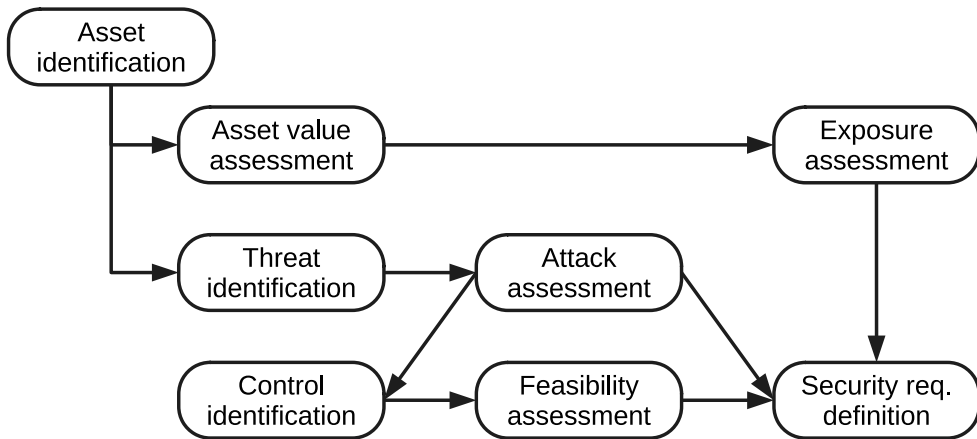 Asset
identification
Asset value
assessment
Exposure
assessment
Threat
identification
Attack
assessment
Control
identification
Feasibility
assessment
Security req.
definition